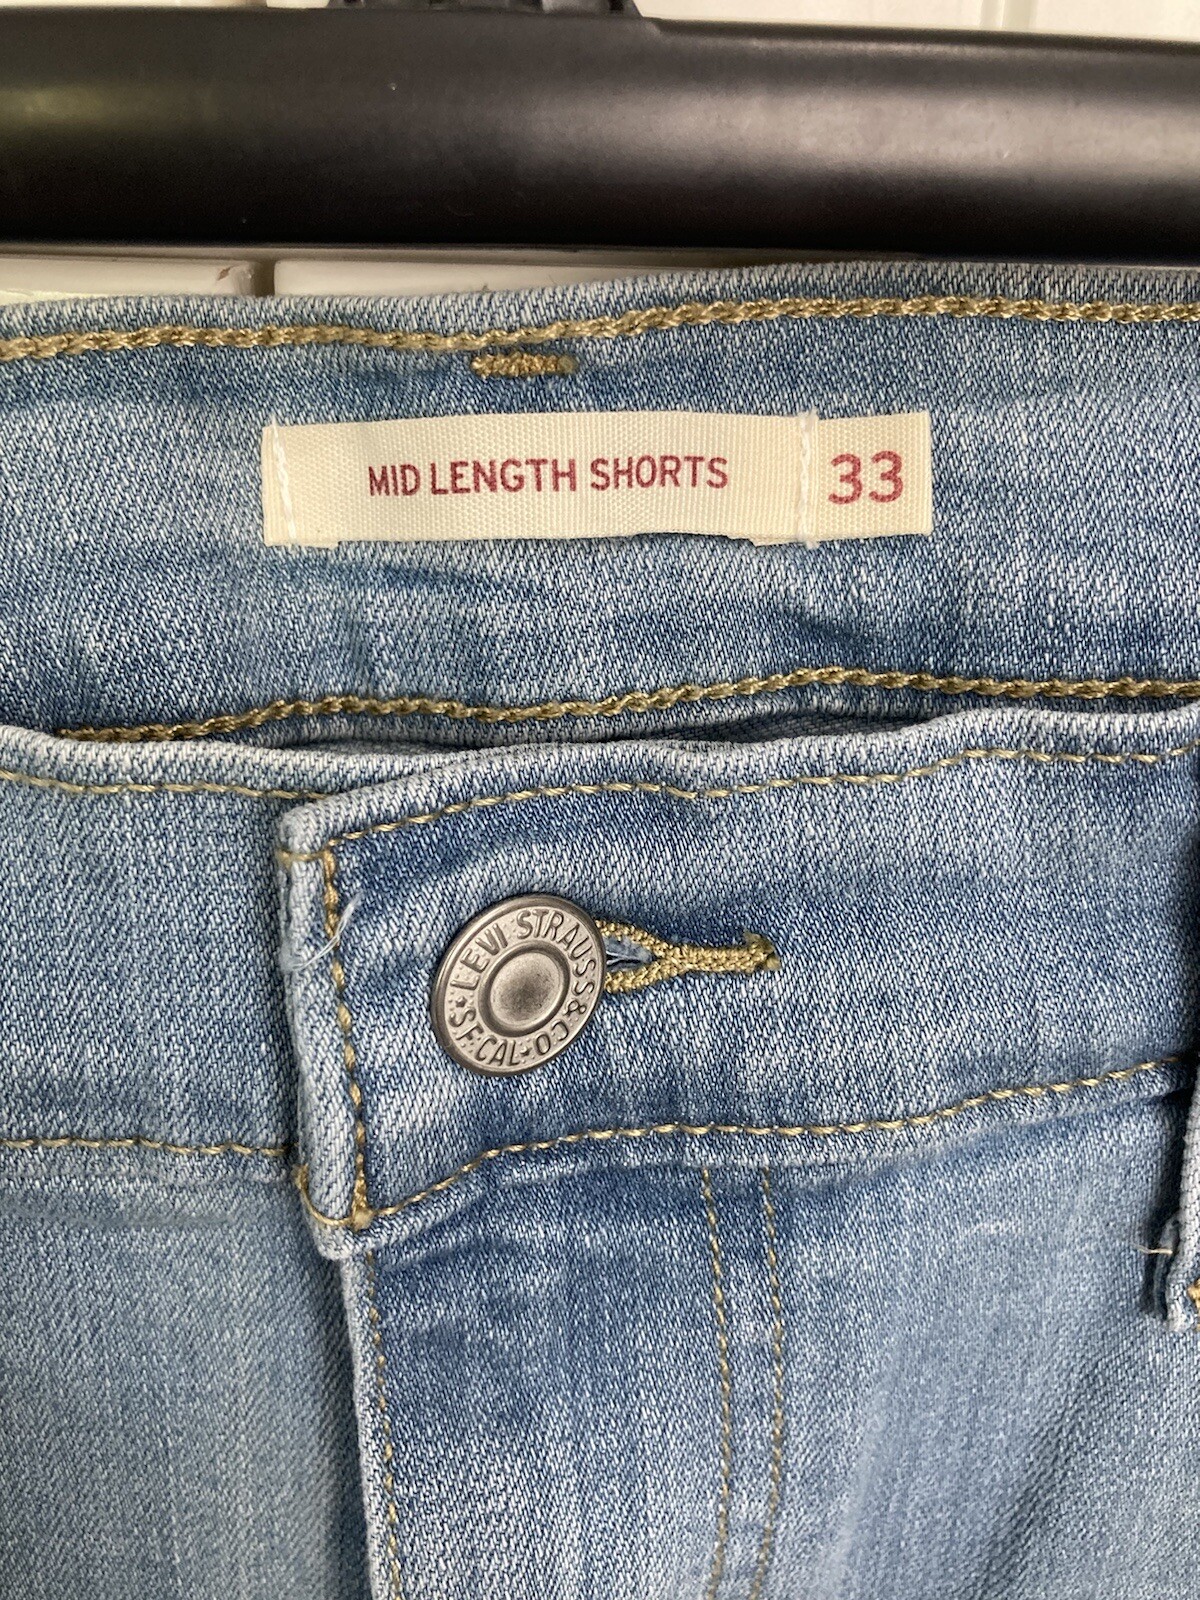 MID LENGTH SHORTS 33
LEVI STRAUSS & CO
S.F. CAL